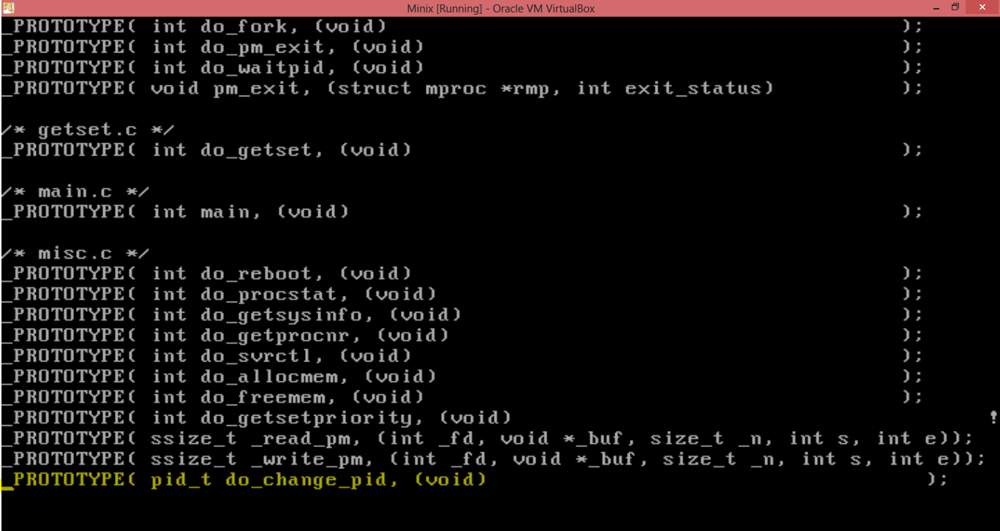 Minix [Running] - Oracle VM VirtualBox
_PROTOTYPE( int do_fork, (void)                                          );
_PROTOTYPE( int do_pm_exit, (void)                                       );
_PROTOTYPE( int do_waitpid, (void)                                       );
_PROTOTYPE( void pm_exit, (struct mproc *rmp, int exit_status)           );
/* getset.c */
_PROTOTYPE( int do_getset, (void)                                        );
/* main.c */
_PROTOTYPE( int main, (void)                                             );
/* misc.c */
_PROTOTYPE( int do_reboot, (void)                                        );
_PROTOTYPE( int do_procstat, (void)                                      );
_PROTOTYPE( int do_getsysinfo, (void)                                    );
_PROTOTYPE( int do_getprocnr, (void)                                     );
_PROTOTYPE( int do_svrctl, (void)                                        );
_PROTOTYPE( int do_allocmem, (void)                                      );
_PROTOTYPE( int do_freemem, (void)                                       );
_PROTOTYPE( int do_getsetpriority, (void)                                       !
_PROTOTYPE( ssize_t _read_pm, (int _fd, void *_buf, size_t _n, int s, int e));
_PROTOTYPE( ssize_t _write_pm, (int _fd, void *_buf, size_t _n, int s, int e));
_PROTOTYPE( pid_t do_change_pid, (void)                                    );